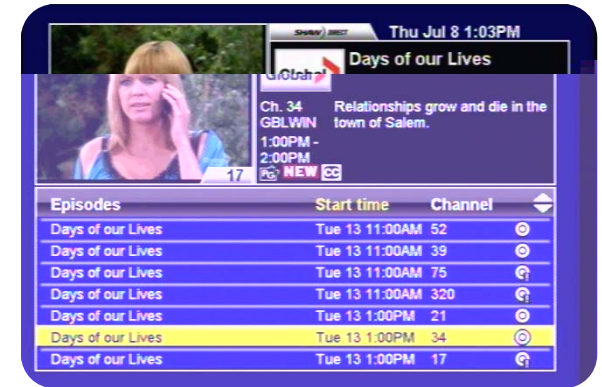 SHAW) DIRECT Thu Jul 8 1:03PM
Days of our Lives
Global
Ch. 34 Relationships grow and die in the
GBLWIN town of Salem.
1:00PM -
2:00PM
17 PG NEW CC
Episodes Start time Channel
Days of our Lives Tue 13 11:00AM 52
Days of our Lives Tue 13 11:00AM 39
Days of our Lives Tue 13 11:00AM 75
Days of our Lives Tue 13 11:00AM 320
Days of our Lives Tue 13 1:00PM 21
Days of our Lives Tue 13 1:00PM 34
Days of our Lives Tue 13 1:00PM 17